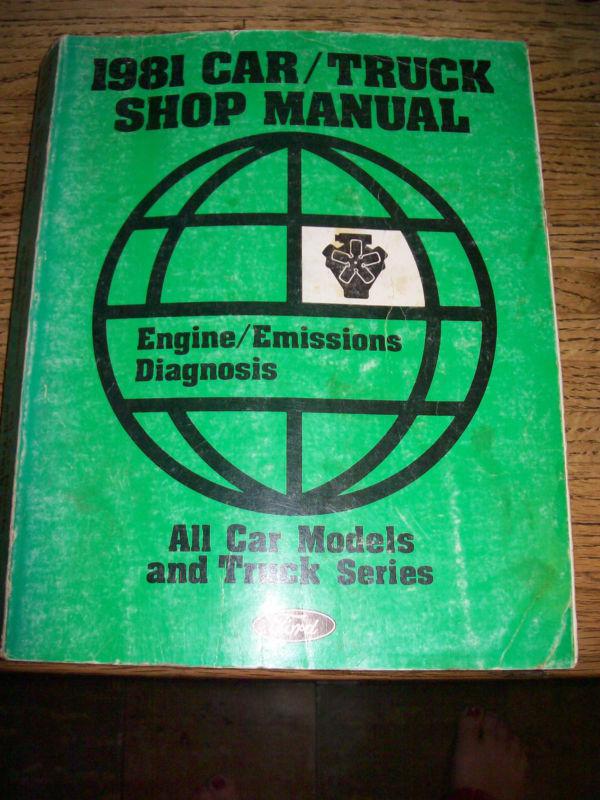 1981 CAR/TRUCK
SHOP MANUAL
Engine/Emissions
Diagnosis
All Car Models
and Truck Series
Ford